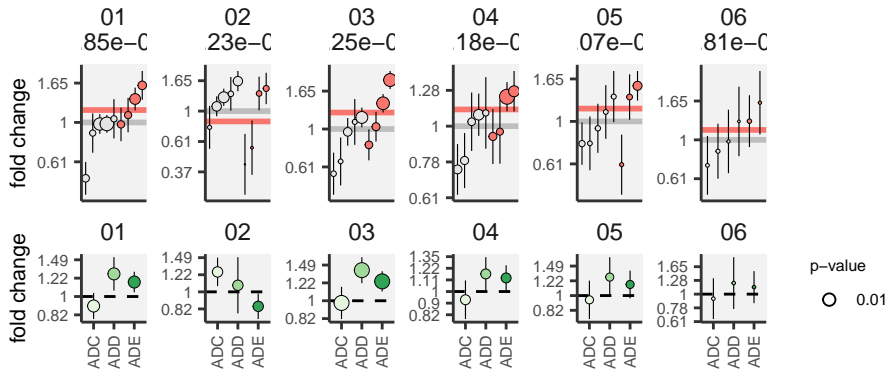 01 02 03 04 05 06
.85e-0 .23e-0 .25e-0 .18e-0 .07e-0 .81e-0
fold change
1.65 1 0.61
1.65 1 0.61 0.37
1.65 1 0.61
1.28 1 0.78 0.61
1.65 1 0.61
1.65 1 0.61
01 02 03 04 05 06
fold change
1.49 1.22 1 0.82
1.49 1.22 1 0.82
1.49 1.22 1 0.82
1.35 1.22 1.11 1 0.9 0.82
1.49 1.22 1 0.82
1.65 1.28 1 0.78 0.61
ADC ADD ADE ADC ADD ADE ADC ADD ADE ADC ADD ADE ADC ADD ADE ADC ADD ADE
p-value
0.01